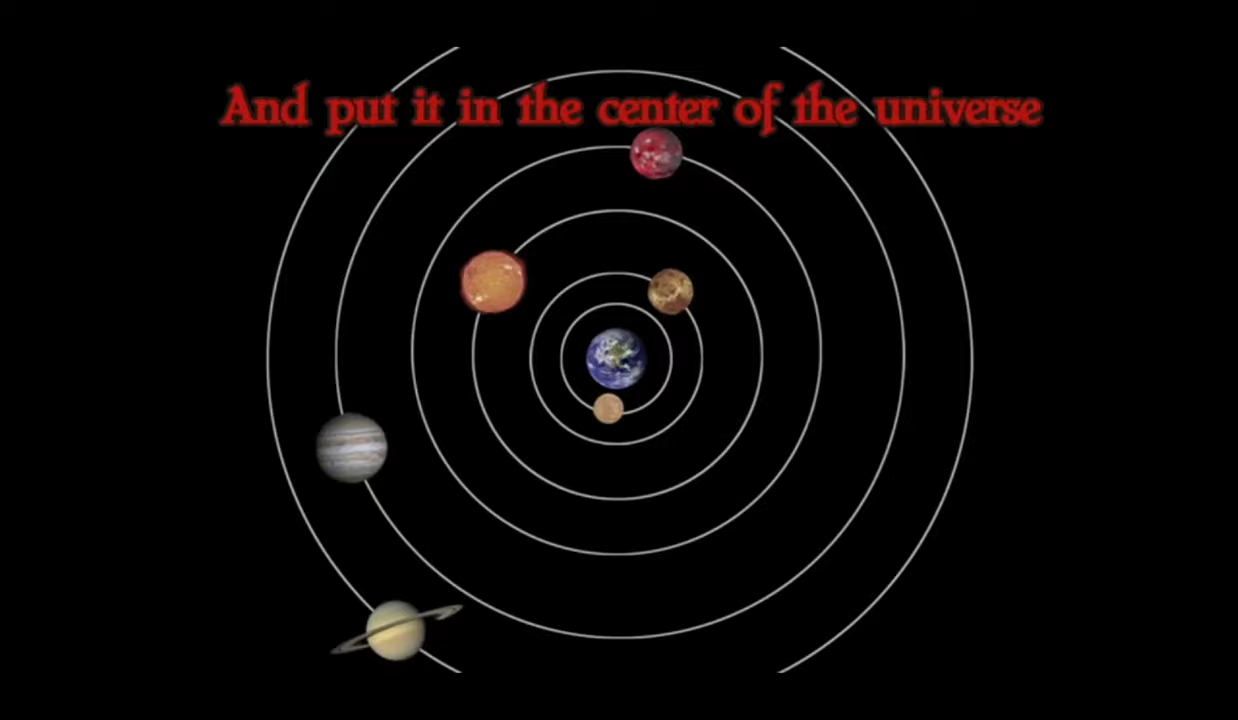 And put it in the center of the universe